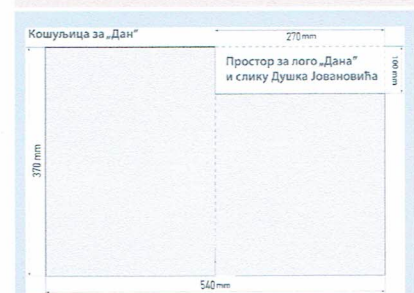 Кошуљица за „Дан”
270 mm
Простор за лого „Дана”
и слику Душка Јовановића
100 mm
370 mm
540 mm